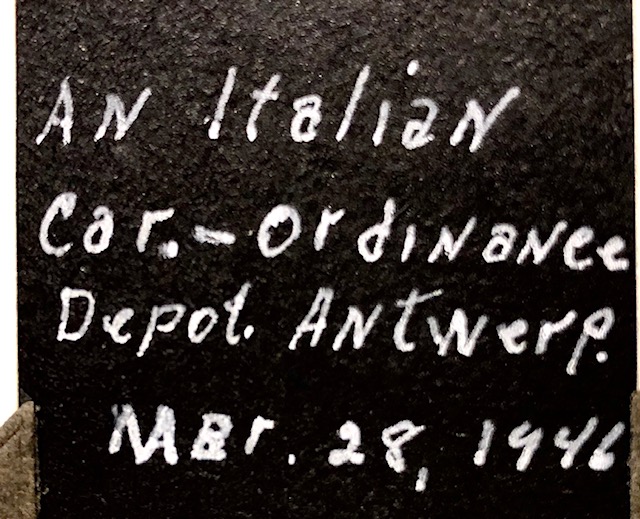 An Italian
Car. - Ordinance
Depot. Antwerp.
Mar. 28, 1946